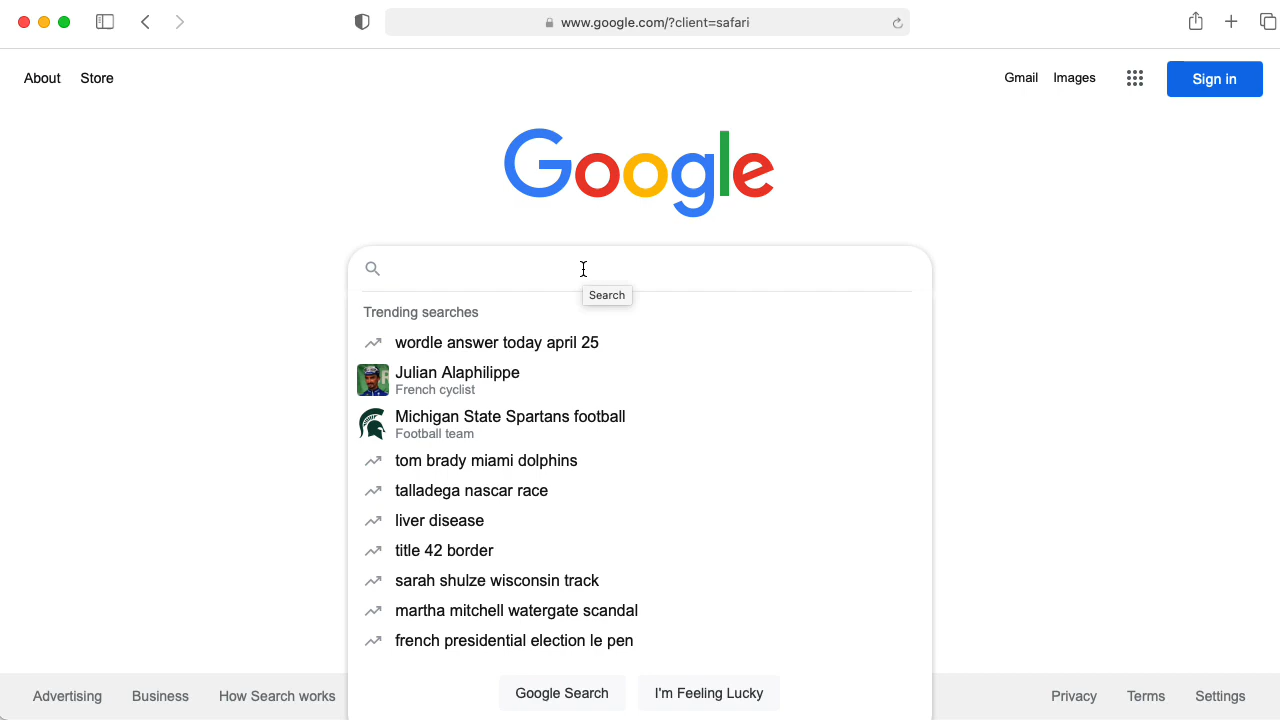 www.google.com/?client=safari
About Store
Gmail Images Sign in
Google
Search
Trending searches
wordle answer today april 25
Julian Alaphilippe
French cyclist
Michigan State Spartans football
Football team
tom brady miami dolphins
talladega nascar race
liver disease
title 42 border
sarah shulze wisconsin track
martha mitchell watergate scandal
french presidential election le pen
Google Search I'm Feeling Lucky
Advertising Business How Search works
Privacy Terms Settings